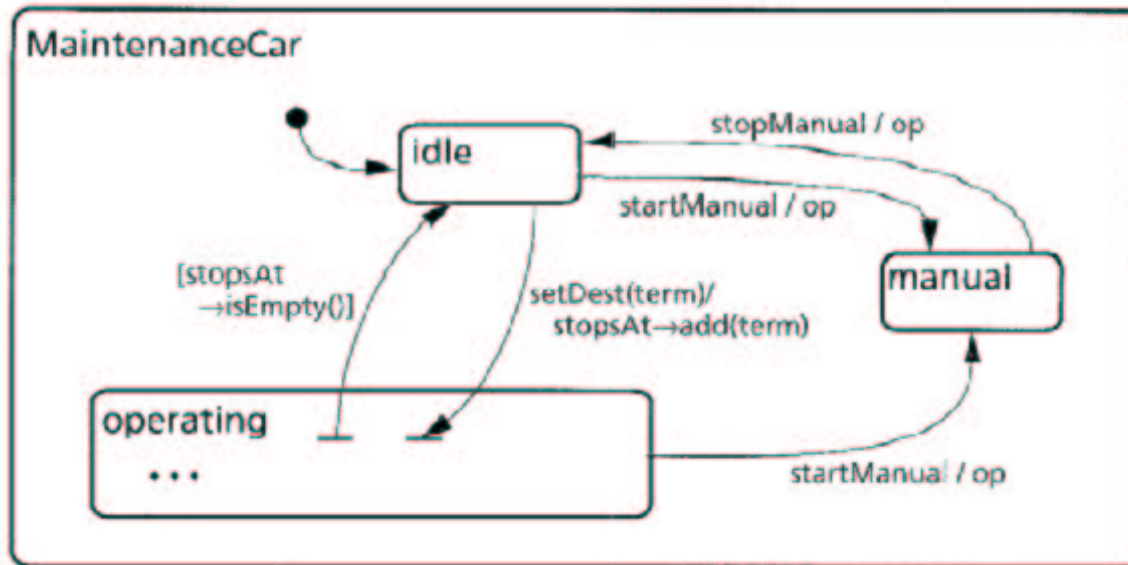 MaintenanceCar
idle
stopManual / op
startManual / op
[stopsAt
→isEmpty()]
setDest(term)/
stopsAt→add(term)
manual
operating
• • •
startManual / op